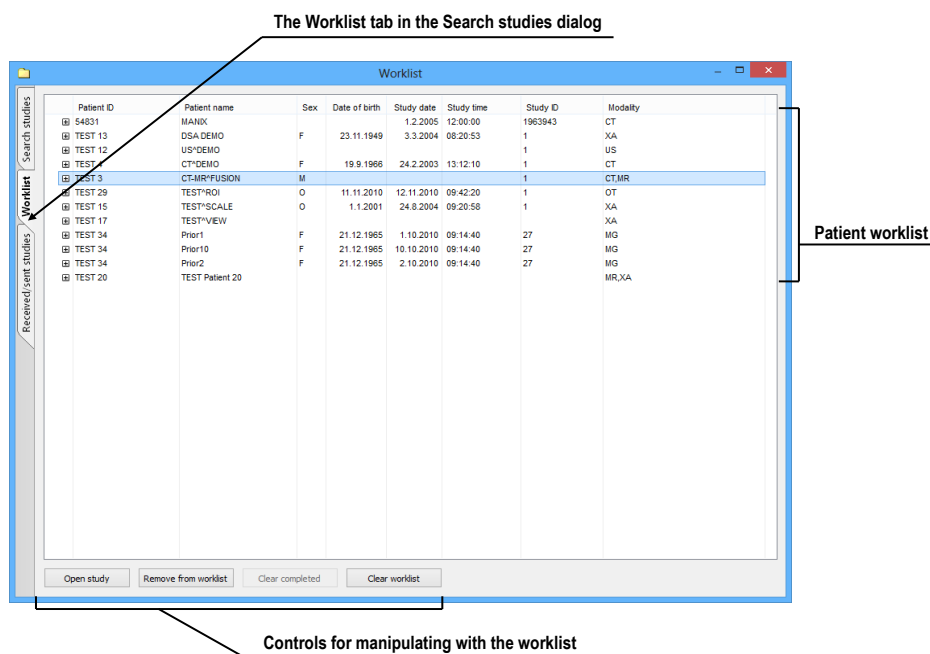 The Worklist tab in the Search studies dialog
Worklist
Search studies
Worklist
Received/sent studies
Patient ID Patient name Sex Date of birth Study date Study time Study ID Modality
54831 MANIX 1.2.2005 12:00:00 1963943 CT
TEST 13 DSA DEMO F 23.11.1949 3.3.2004 08:20:53 1 XA
TEST 12 US^DEMO 1 US
TEST 4 CT^DEMO F 19.9.1966 24.2.2003 13:12:10 1 CT
TEST 3 CT-MR^FUSION M 1 CT,MR
TEST 29 TEST^ROI O 11.11.2010 12.11.2010 09:42:20 1 OT
TEST 15 TEST^SCALE O 1.1.2001 24.8.2004 09:20:58 1 XA
TEST 17 TEST^VIEW XA
TEST 34 Prior1 F 21.12.1965 1.10.2010 09:14:40 27 MG
TEST 34 Prior10 F 21.12.1965 10.10.2010 09:14:40 27 MG
TEST 34 Prior2 F 21.12.1965 2.10.2010 09:14:40 27 MG
TEST 20 TEST Patient 20 MR,XA
Patient worklist
Open study Remove from worklist Clear completed Clear worklist
Controls for manipulating with the worklist